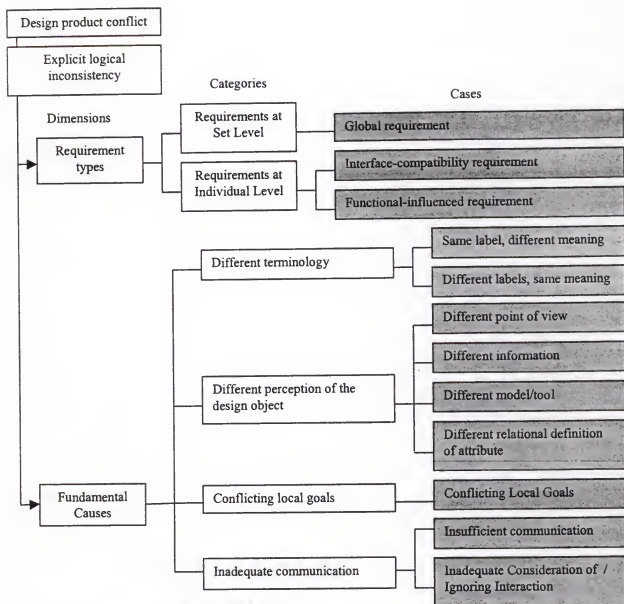 Design product conflict
Explicit logical
inconsistency
Categories
Cases
Dimensions
Requirements at
Set Level
Global requirement
Requirement
types
Interface-compatibility requirement
Requirements at
Individual Level
Functional-influenced requirement
Same label, different meaning
Different terminology
Different labels, same meaning
Different point of view
Different information
Different perception of the
design object
Different model/tool
Different relational definition
of attribute
Fundamental
Causes
Conflicting local goals
Conflicting Local Goals
Insufficient communication
Inadequate communication
Inadequate Consideration of /
Ignoring Interaction